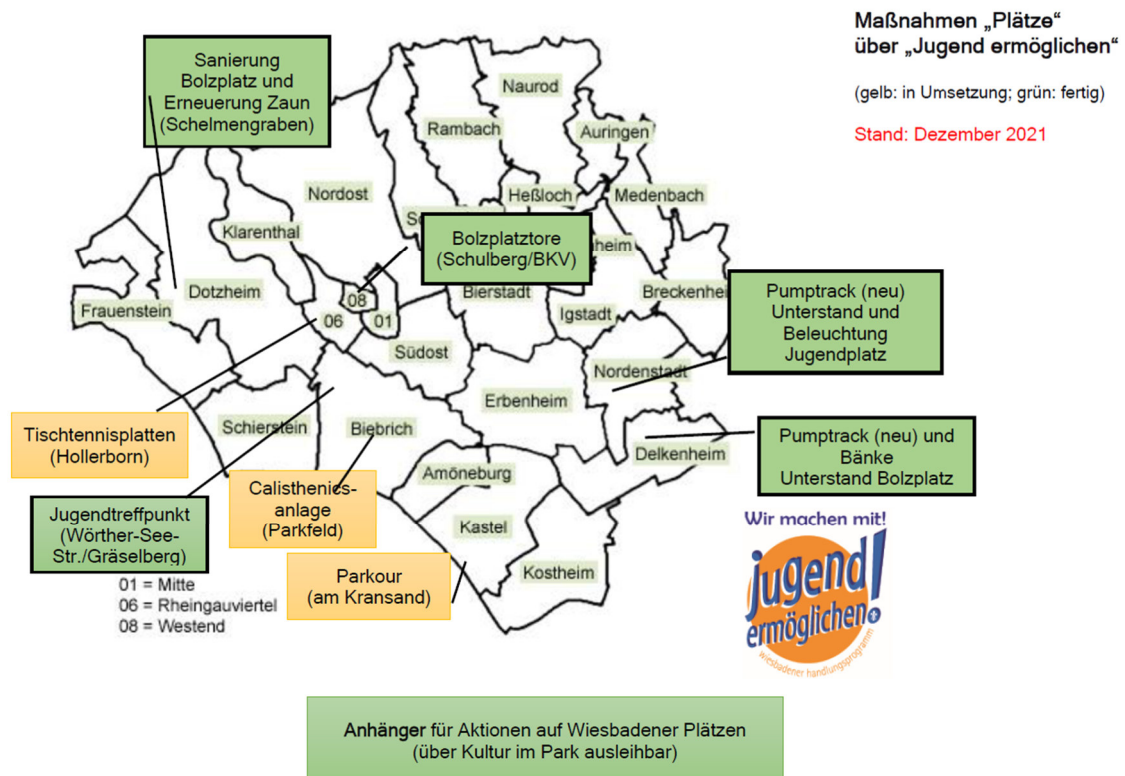 Maßnahmen „Plätze“
über „Jugend ermöglichen“
(gelb: in Umsetzung; grün: fertig)
Stand: Dezember 2021
Sanierung
Bolzplatz und
Erneuerung Zaun
(Schelmengraben)
Naurod
Rambach
Auringen
Nordost
Heßloch
Medenbach
Klarenthal
Bolzplatztore
(Schulberg/BKV)
Dotzheim
Frauenstein
08
06
01
Bierstadt
Igstadt
Breckenhei
Südost
Pumptrack (neu)
Unterstand und
Beleuchtung
Jugendplatz
Nordenstadt
Erbenheim
Tischtennisplatten
(Hollerborn)
Schierstein
Biebrich
Delkenheim
Pumptrack (neu) und
Bänke
Unterstand Bolzplatz
Amöneburg
Calisthenics-
anlage
(Parkfeld)
Jugendtreffpunkt
(Wörther-See-
Str./Gräselberg)
Kastel
Kostheim
Parkour
(am Kransand)
01 = Mitte
06 = Rheingauviertel
08 = Westend
Wir machen mit!
jugend
ermöglichen!
wiesbadener handlungsprogramm
Anhänger für Aktionen auf Wiesbadener Plätzen
(über Kultur im Park ausleihbar)